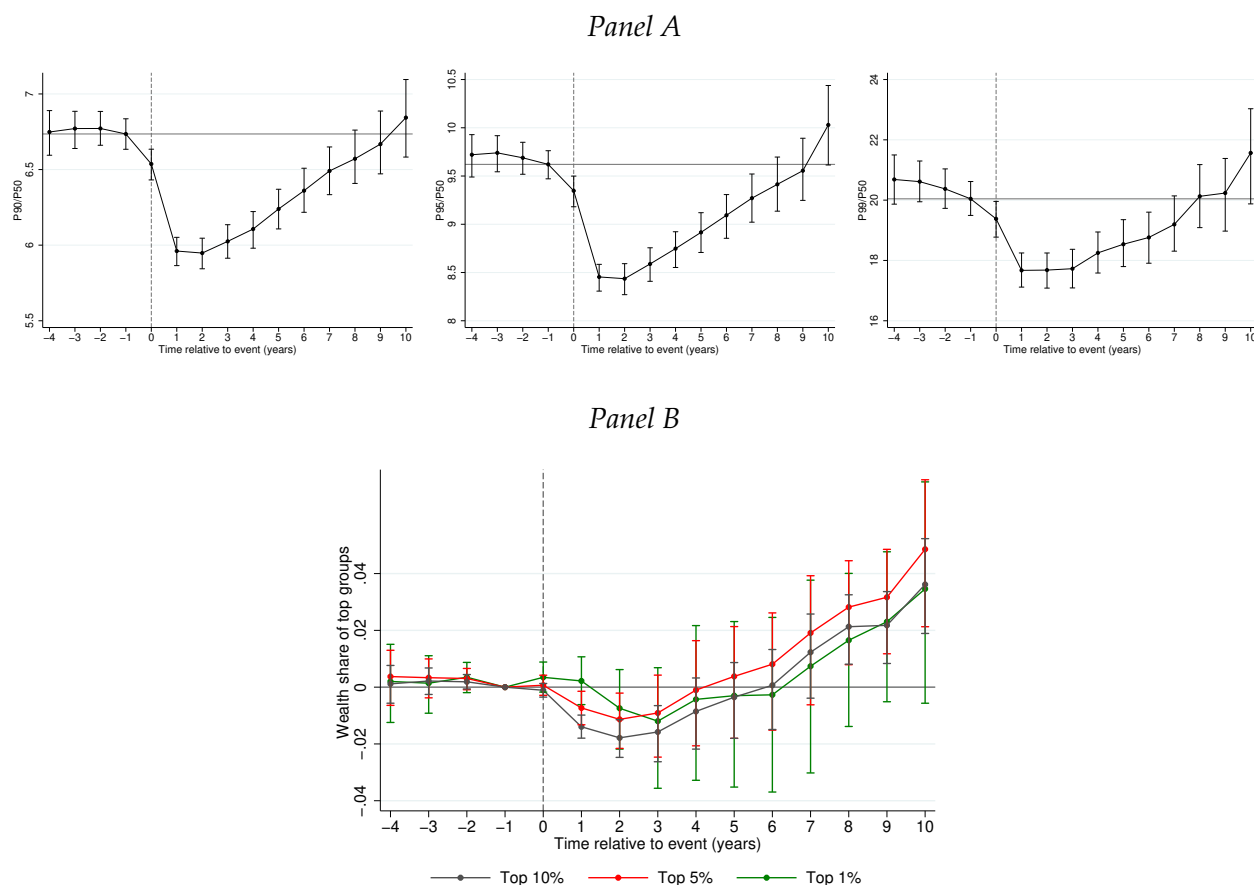 Panel A
P90/P50
7
6.5
6
5.5
−4 −3 −2 −1 0 1 2 3 4 5 6 7 8 9 10
Time relative to event (years)
P95/P50
10.5
10
9.5
9
8.5
8
−4 −3 −2 −1 0 1 2 3 4 5 6 7 8 9 10
Time relative to event (years)
P99/P50
24
22
20
18
16
−4 −3 −2 −1 0 1 2 3 4 5 6 7 8 9 10
Time relative to event (years)
Panel B
Wealth share of top groups
.04
.02
0
−.02
−.04
−4 −3 −2 −1 0 1 2 3 4 5 6 7 8 9 10
Time relative to event (years)
Top 10% Top 5% Top 1%